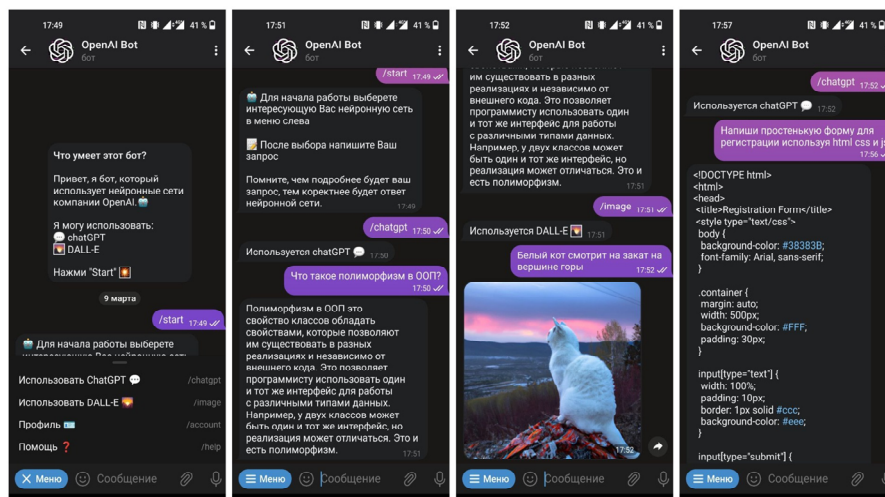 17:49
41 %
OpenAI Bot
бот
Что умеет этот бот?
Привет, я бот, который
использует нейронные сети
компании OpenAI.
Я могу использовать:
chatGPT
DALL-E
Нажми "Start"
9 марта
/start 17:49
Для начала работы выберете
интересующую Вас нейронную сеть
Использовать ChatGPT /chatgpt
Использовать DALL-E /image
Профиль /account
Помощь ? /help
Меню Сообщение
17:51
41 %
OpenAI Bot
бот
/start 17:49
Для начала работы выберете
интересующую Вас нейронную сеть
в меню слева
После выбора напишите Ваш
запрос
Помните, чем подробнее будет ваш
запрос, тем коректнее будет ответ
нейронной сети. 17:49
/chatgpt 17:50
Используется chatGPT 17:50
Что такое полиморфизм в ООП?
17:50
Полиморфизм в ООП это
свойство классов обладать
свойствами, которые позволяют
им существовать в разных
реализациях и независимо от
внешнего кода. Это позволяет
программисту использовать один
и тот же интерфейс для работы
с различными типами данных.
Например, у двух классов может
быть один и тот же интерфейс, но
реализация может отличаться. Это и
есть полиморфизм. 17:51
Меню Сообщение
17:52
41 %
OpenAI Bot
бот
им существовать в разных
реализациях и независимо от
внешнего кода. Это позволяет
программисту использовать один
и тот же интерфейс для работы
с различными типами данных.
Например, у двух классов может
быть один и тот же интерфейс, но
реализация может отличаться. Это и
есть полиморфизм. 17:51
/image 17:51
Используется DALL-E 17:51
Белый кот смотрит на закат на
вершине горы 17:52
17:52
Меню Сообщение
17:57
41 %
OpenAI Bot
бот
/chatgpt 17:52
Используется chatGPT 17:52
Напиши простенькую форму для
регистрации используя html css и js
17:56
<!DOCTYPE html>
<html>
<head>
<title>Registration Form</title>
<style type="text/css">
body {
background-color: #38383B;
font-family: Arial, sans-serif;
}
.container {
margin: auto;
width: 500px;
background-color: #FFF;
padding: 30px;
}
input[type="text"] {
width: 100%;
padding: 10px;
border: 1px solid #ccc;
background-color: #eee;
}
input[type="submit"] {
Меню Сообщение